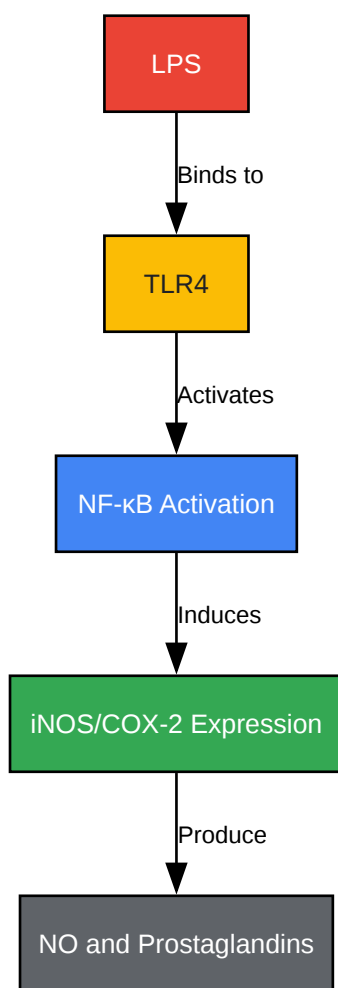 LPS
Binds to
TLR4
Activates
NF-κB Activation
Induces
iNOS/COX-2 Expression
Produce
NO and Prostaglandins